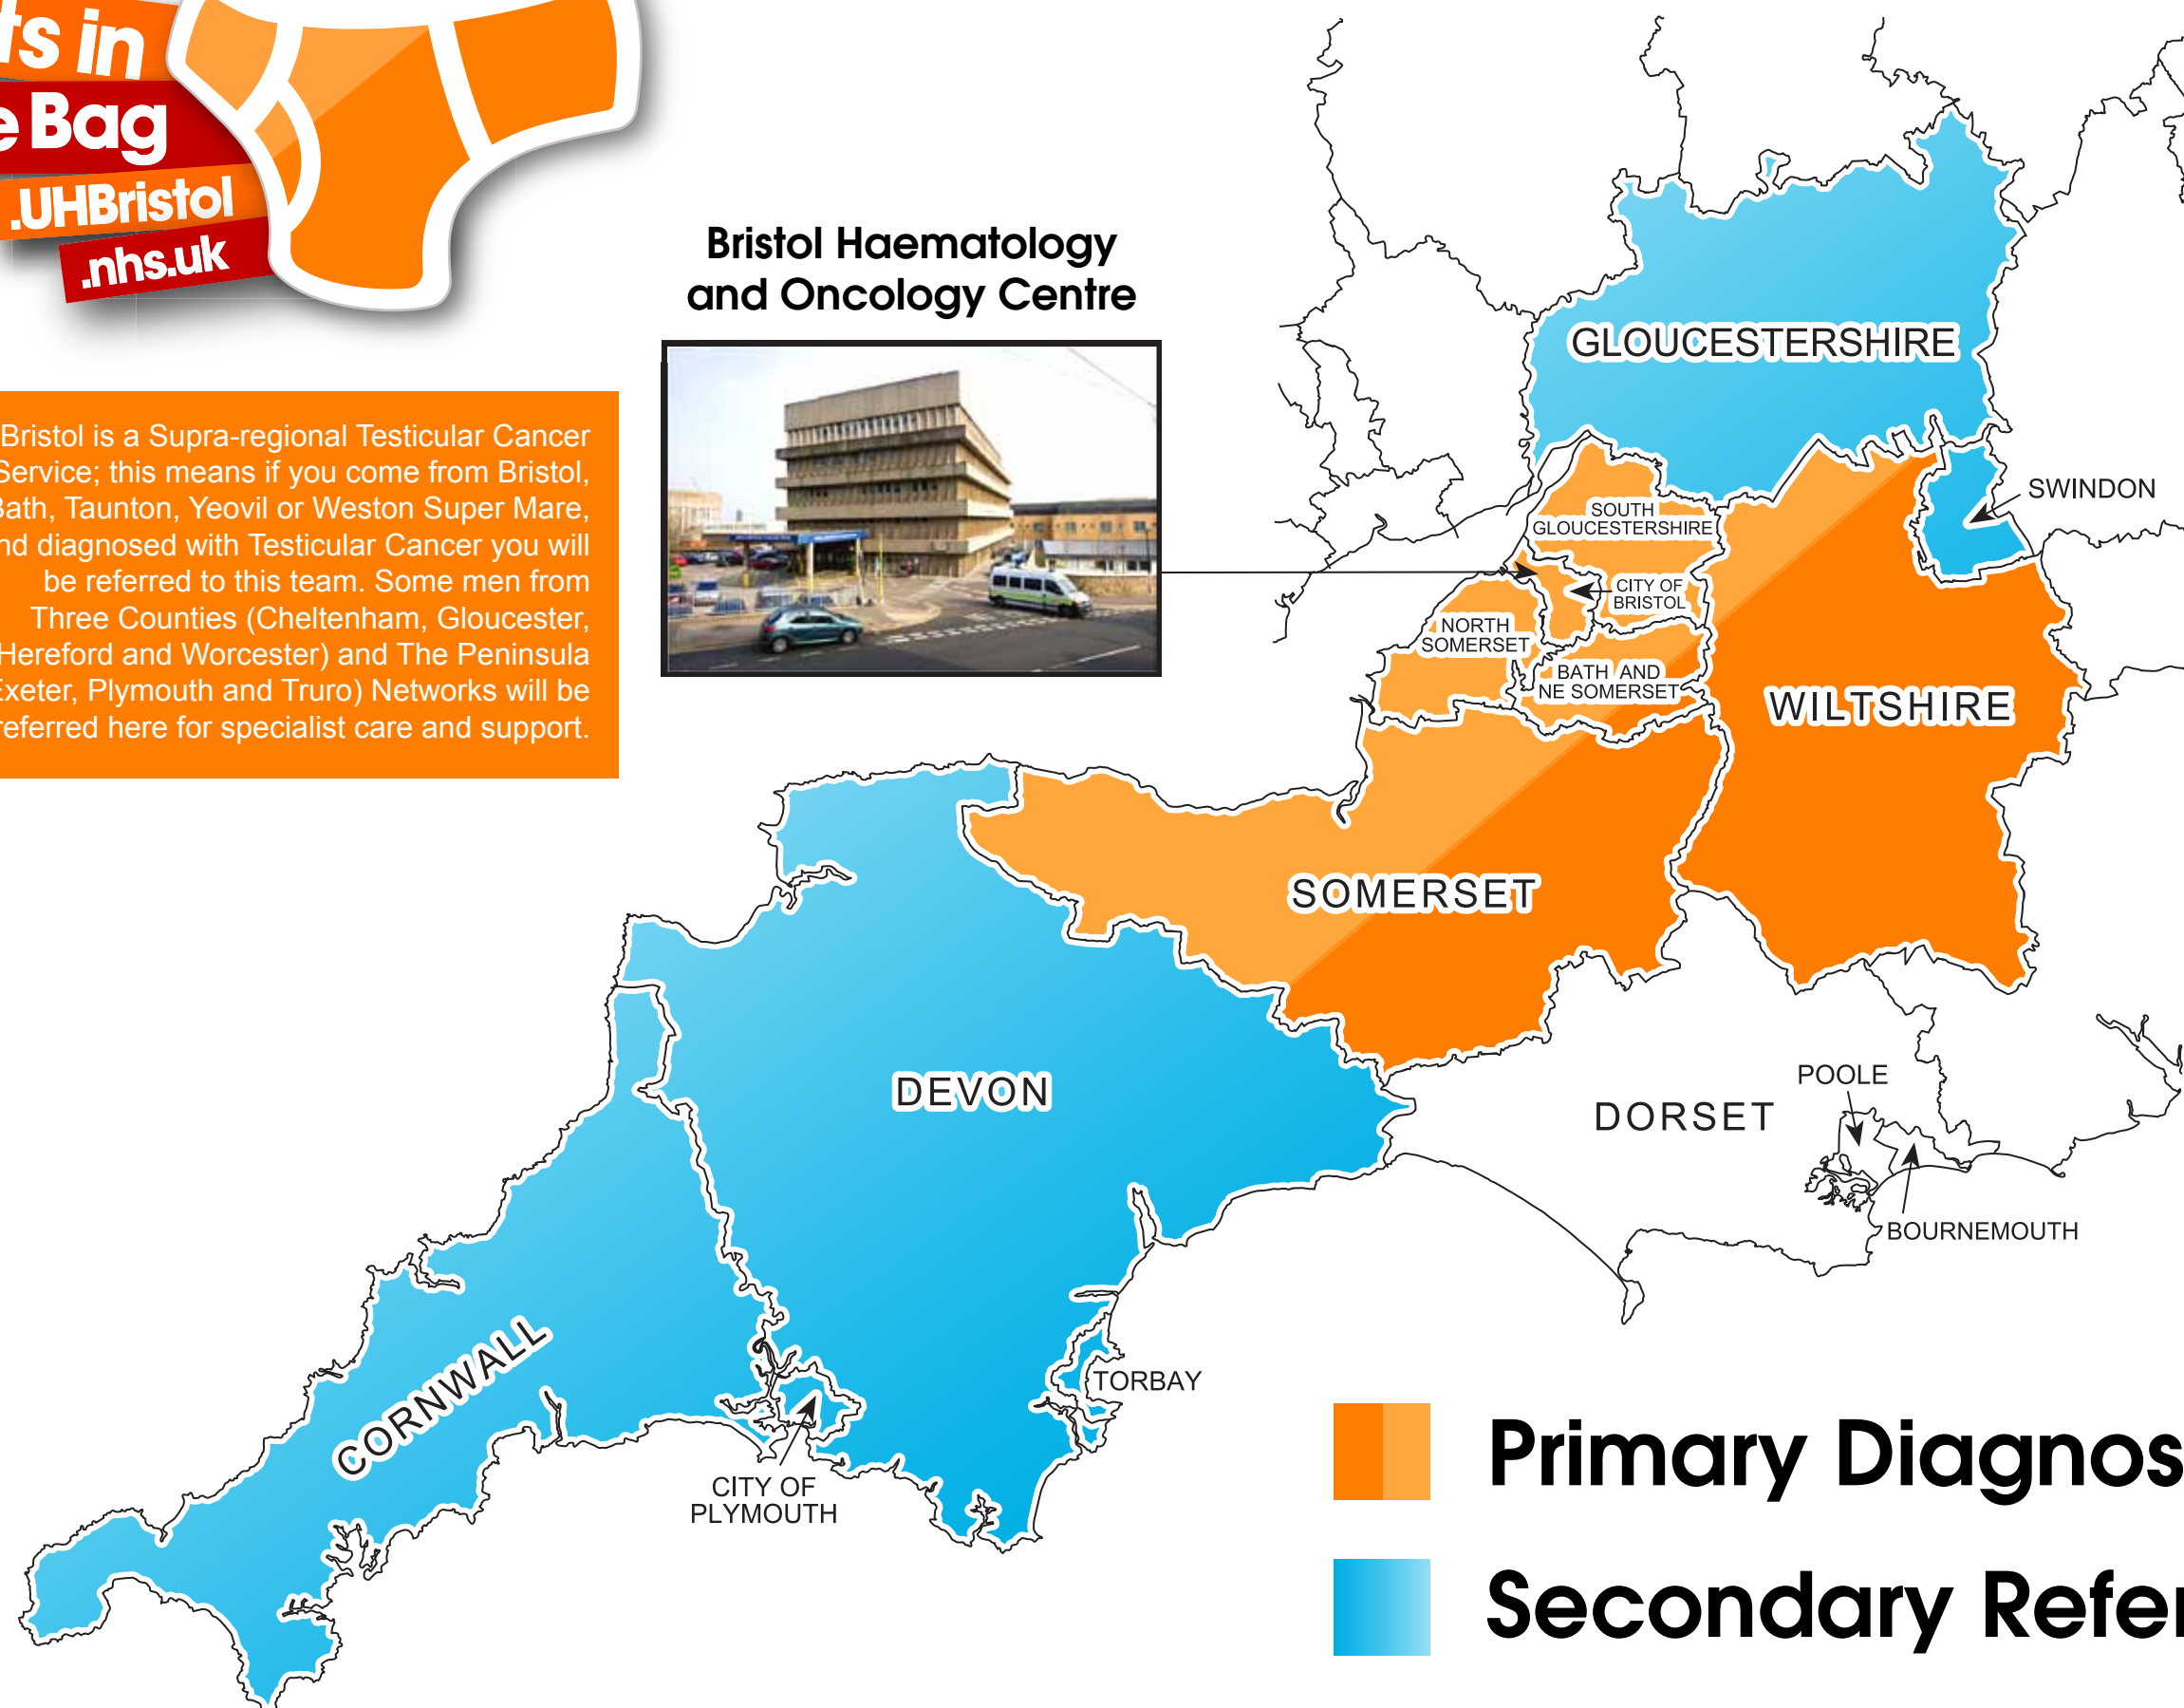 ts in
e Bag
.UHBristol
.nhs.uk
Bristol Haematology
and Oncology Centre
Bristol is a Supra-regional Testicular Cancer
Service; this means if you come from Bristol,
Bath, Taunton, Yeovil or Weston Super Mare,
nd diagnosed with Testicular Cancer you will
be referred to this team. Some men from
Three Counties (Cheltenham, Gloucester,
Hereford and Worcester) and The Peninsula
Exeter, Plymouth and Truro) Networks will be
referred here for specialist care and support.
GLOUCESTERSHIRE
SWINDON
SOUTH
GLOUCESTERSHIRE
CITY OF
BRISTOL
NORTH
SOMERSET
BATH AND
NE SOMERSET
WILTSHIRE
SOMERSET
DEVON
DORSET
POOLE
BOURNEMOUTH
TORBAY
CORNWALL
CITY OF
PLYMOUTH
Primary Diagnos
Secondary Refer